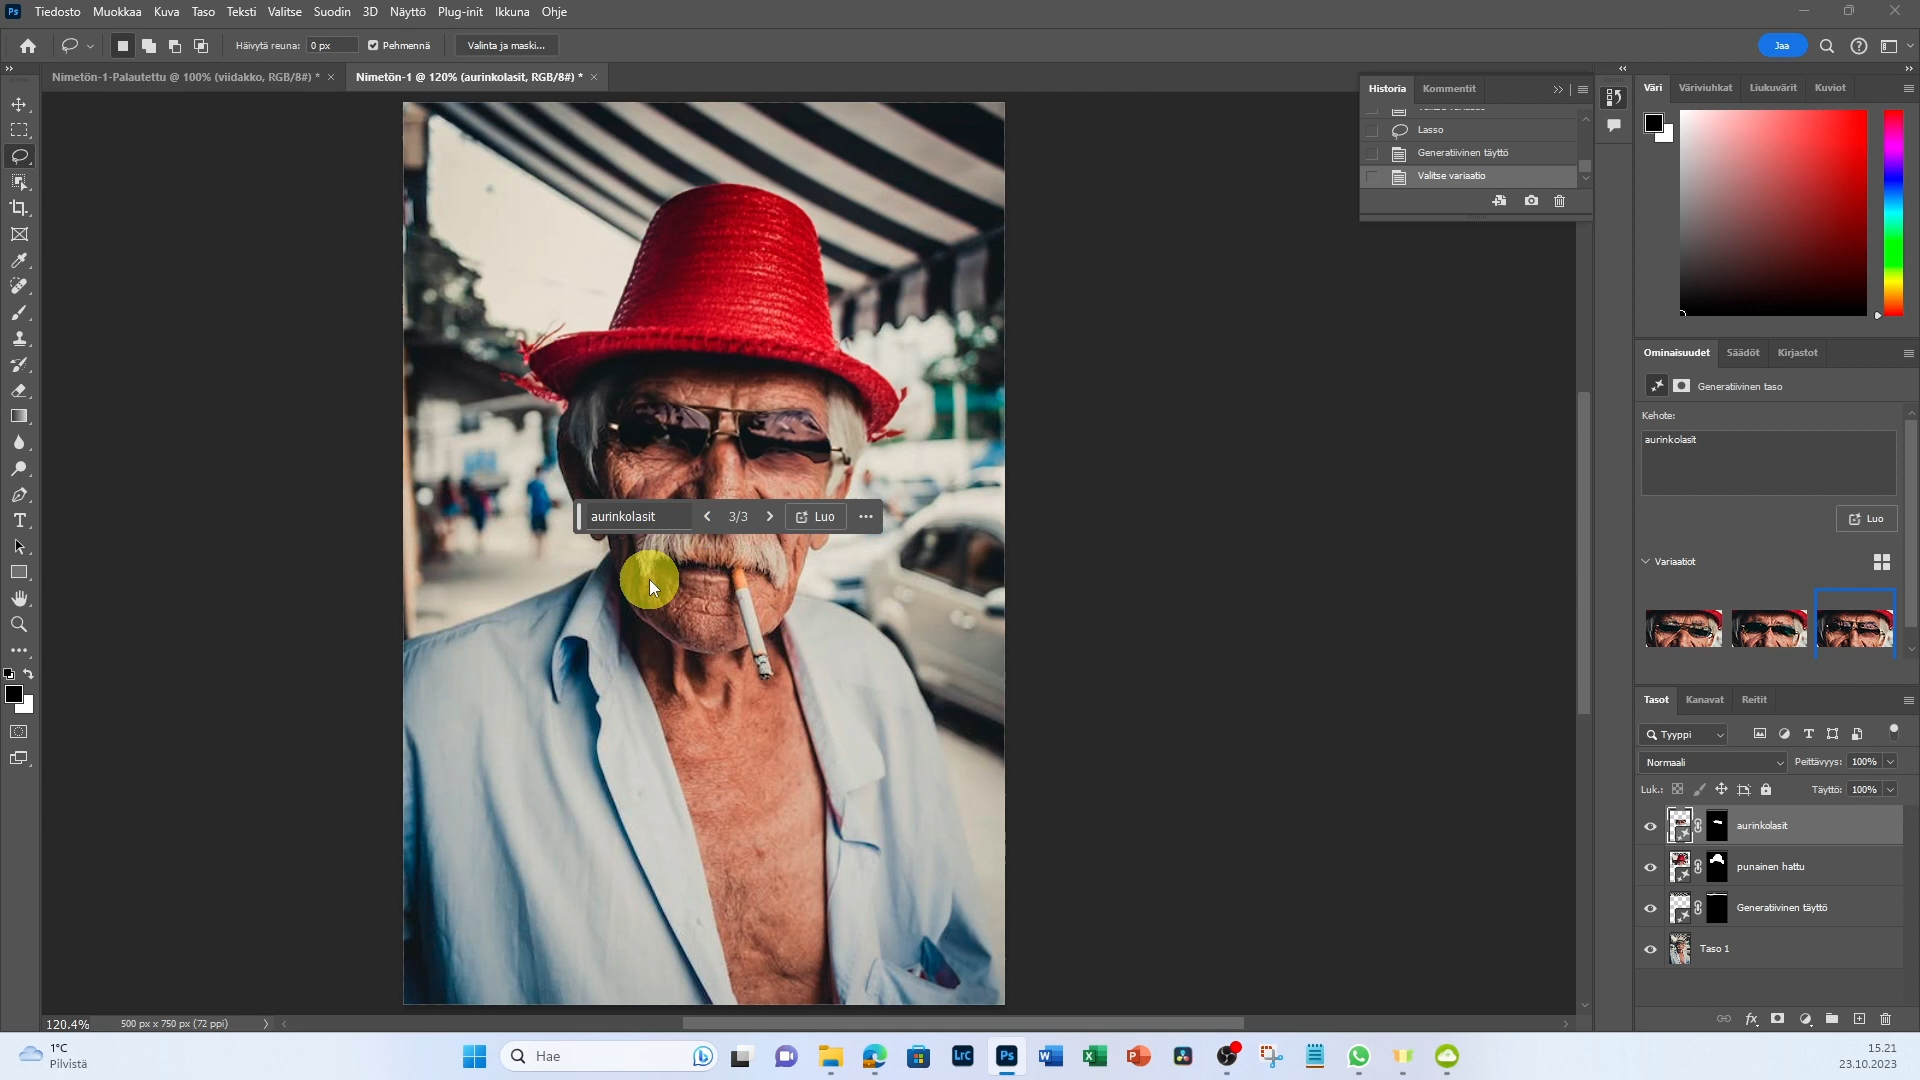 Ps Tiedosto Muokkaa Kuva Taso Teksti Valitse Suodin 3D Näyttö Plug-init Ikkuna Ohje
Häivytä reuna: 0 px Pehmennä Valinta ja maski... Jaa
Nimetön-1-Palautettu @ 100% (viidakko, RGB/8#) * × Nimetön-1 @ 120% (aurinkolasit, RGB/8#) * ×
Historia Kommentit
Lasso
Generatiivinen täyttö
Valitse variaatio
Väri Väriviuhkat Liukuvärit Kuviot
Ominaisuudet Säädöt Kirjastot
Generatiivinen taso
Kehote:
aurinkolasit
Luo
Variaatiot
aurinkolasit 3/3 Luo
Tasot Kanavat Reitit
Tyyppi
Normaali Peittävyys: 100%
Luk.: Täyttö: 100%
aurinkolasit
punainen hattu
Generatiivinen täyttö
Taso 1
120.4% 500 px x 750 px (72 ppi)
1°C
Pilvistä
Hae
LrC Ps
15.21
23.10.2023